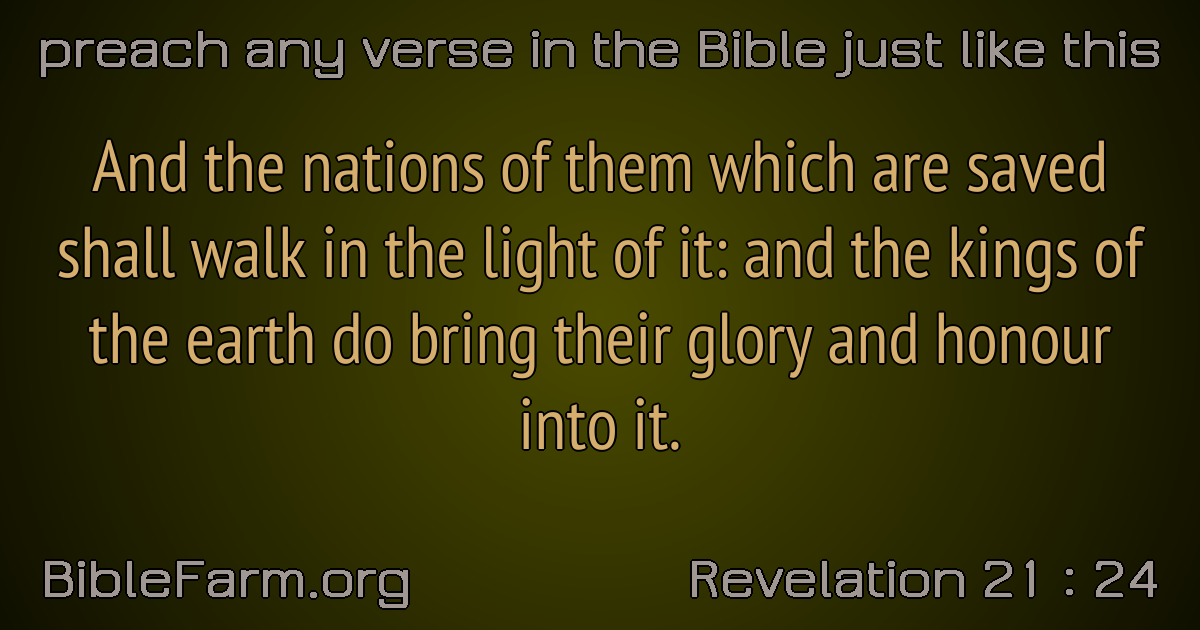 preach any verse in the Bible just like this
And the nations of them which are saved
shall walk in the light of it: and the kings of
the earth do bring their glory and honour
into it.
BibleFarm.org
Revelation 21 : 24